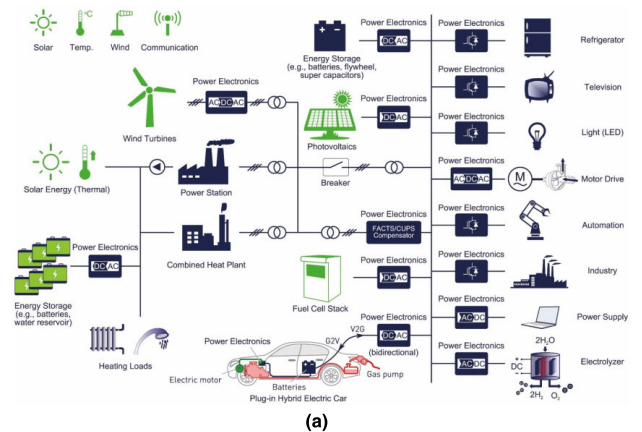 Solar
°C
Temp.
Wind
Communication
Power Electronics
AC DC AC
Wind Turbines
Solar Energy (Thermal)
Power Station
Combined Heat Plant
Power Electronics
DC AC
Energy Storage
(e.g., batteries,
water reservoir)
Heating Loads
Energy Storage
(e.g., batteries, flywheel,
super capacitors)
Power Electronics
DC AC
Photovoltaics
Power Electronics
DC AC
Breaker
Power Electronics
FACTS/CUPS
Compensator
Fuel Cell Stack
Power Electronics
DC AC
Power Electronics
G2V
V2G
Power Electronics
DC AC
(bidirectional)
Electric motor
Batteries
Gas pump
Plug-in Hybrid Electric Car
Power Electronics
Refrigerator
Power Electronics
Television
Power Electronics
Light (LED)
Power Electronics
AC DC AC
M
Motor Drive
Power Electronics
Automation
Power Electronics
Industry
Power Electronics
AC DC
Power Supply
Power Electronics
AC DC
2H₂O
DC
Electrolyzer
2H₂
O₂
(a)